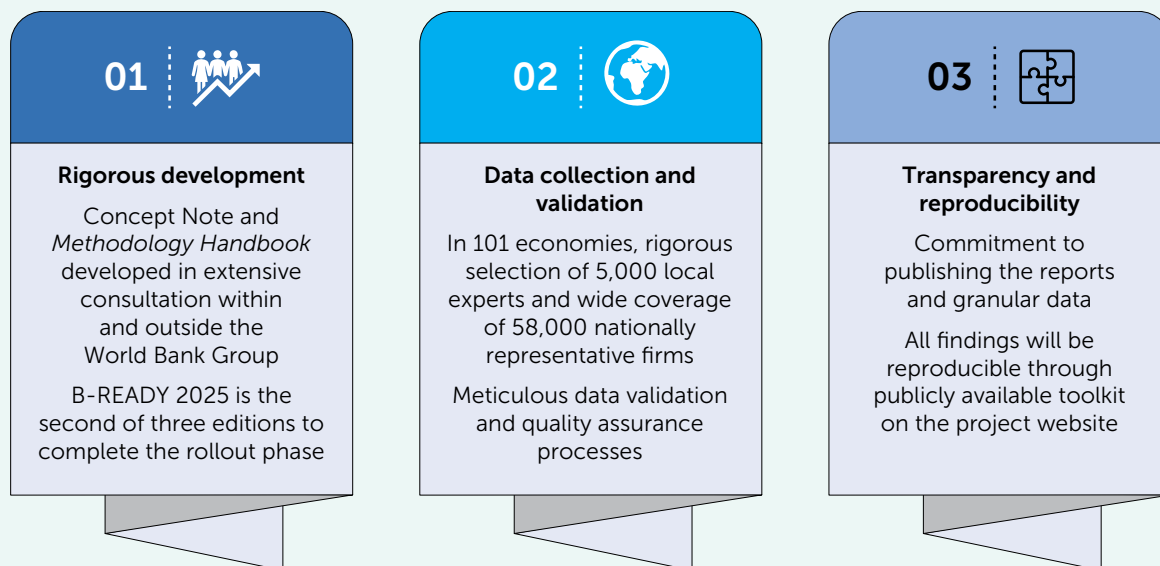 01
Rigorous development
Concept Note and
Methodology Handbook
developed in extensive
consultation within
and outside the
World Bank Group
B-READY 2025 is the
second of three editions to
complete the rollout phase
02
Data collection and
validation
In 101 economies, rigorous
selection of 5,000 local
experts and wide coverage
of 58,000 nationally
representative firms
Meticulous data validation
and quality assurance
processes
03
Transparency and
reproducibility
Commitment to
publishing the reports
and granular data
All findings will be
reproducible through
publicly available toolkit
on the project website